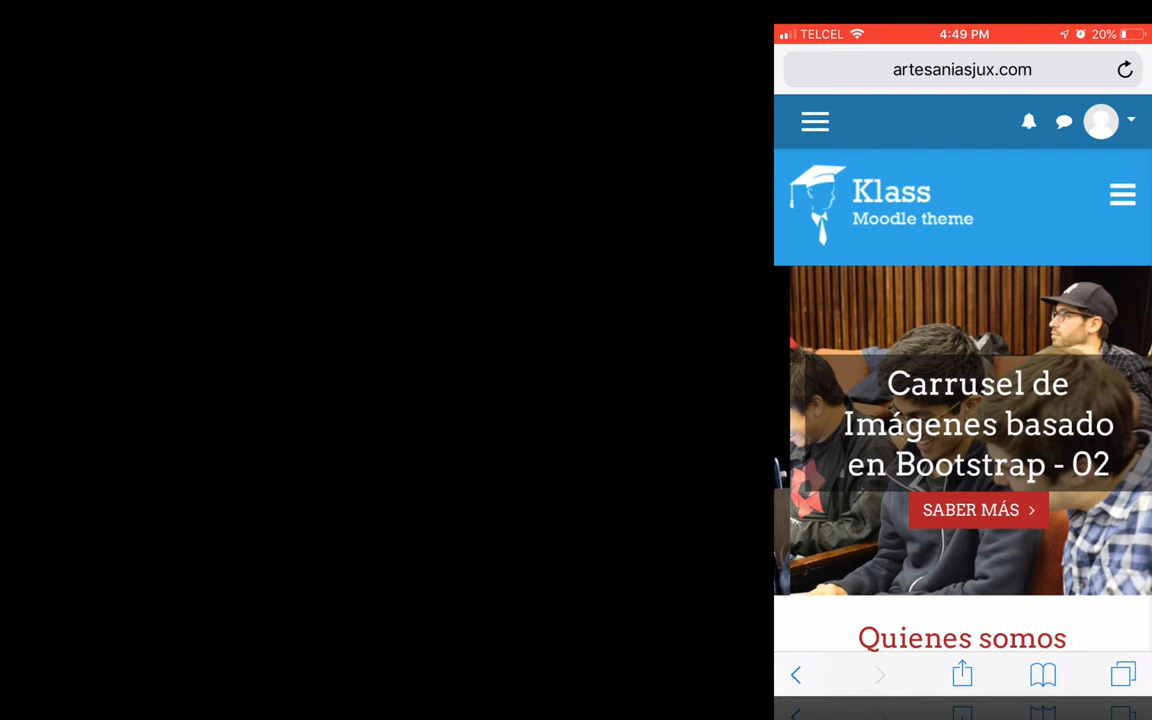 TELCEL 4:49 PM 20%
artesaniasjux.com
Klass
Moodle theme
Carrusel de
Imágenes basado
en Bootstrap - 02
SABER MÁS
Quienes somos